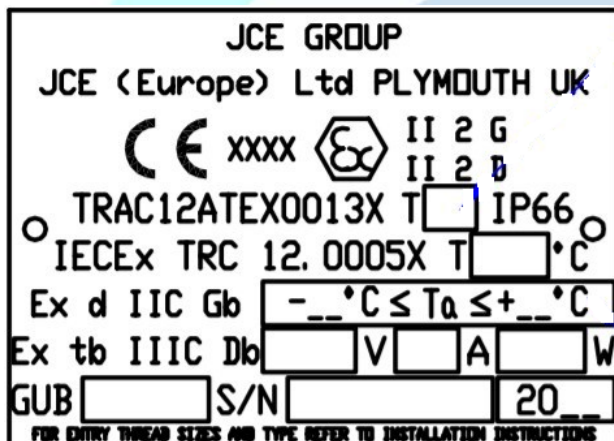 JCE GROUP
JCE (Europe) Ltd PLYMOUTH UK
CE XXXX Ex II 2 G
II 2 D
TRAC12ATEX0013X T IP66
IECEx TRC 12. 0005X T °C
Ex d IIC Gb -__°C ≤ Ta ≤+__°C
Ex tb IIIC Db V A W
GUB S/N 20__
FOR ENTRY THREAD SIZES AND TYPE REFER TO INSTALLATION INSTRUCTIONS